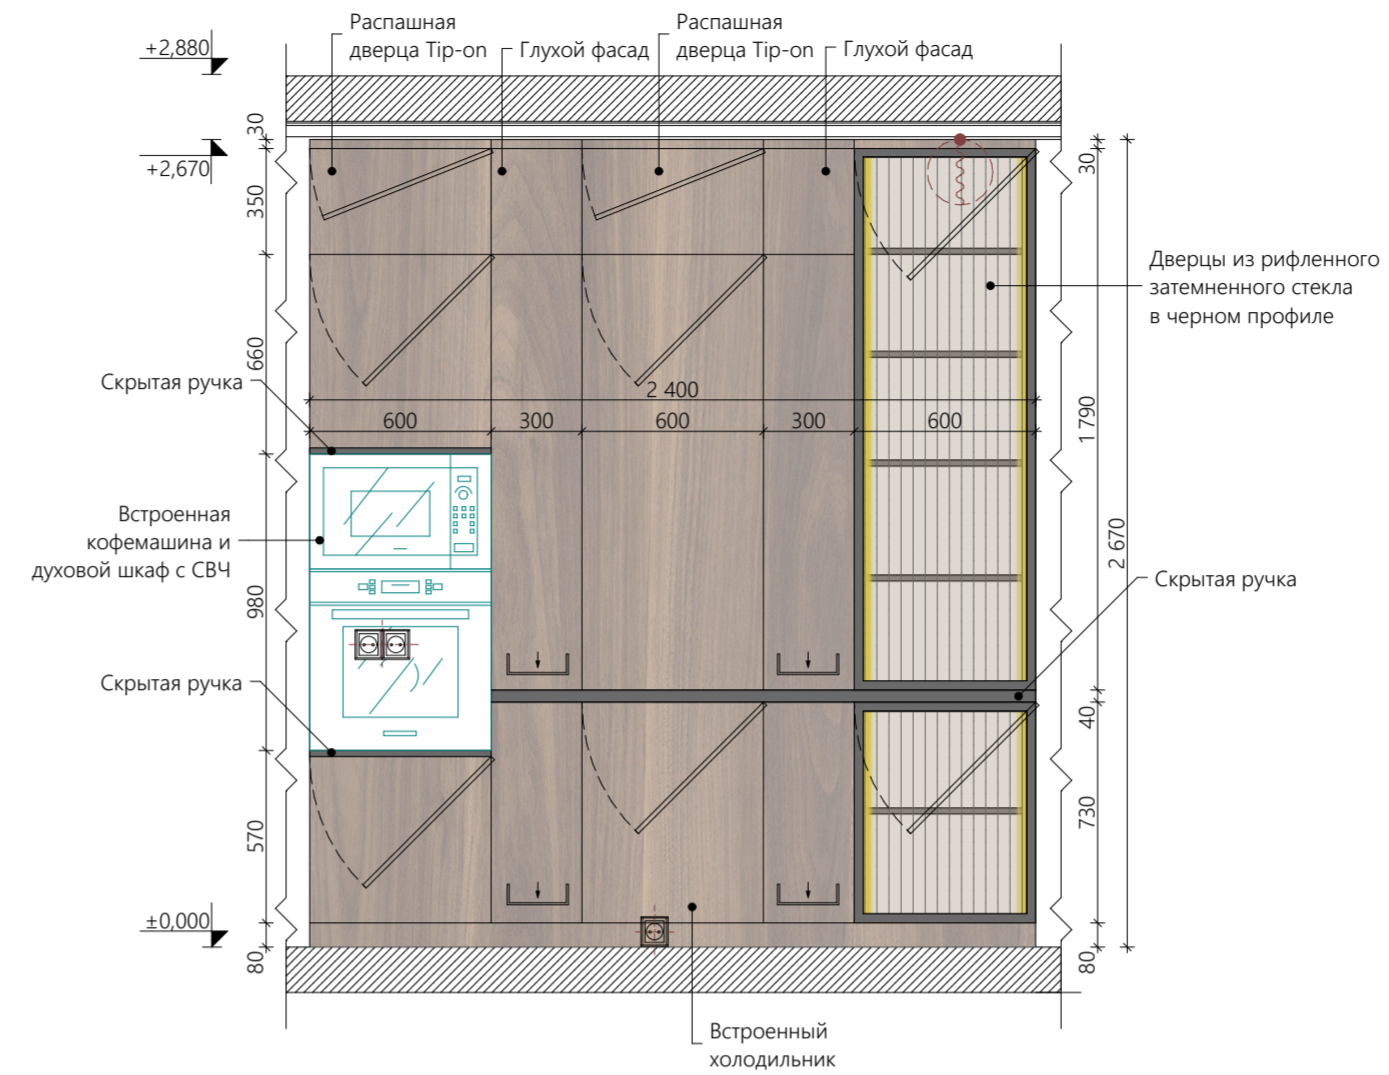 Распашная
дверца Tip-on
Глухой фасад
Распашная
дверца Tip-on
Глухой фасад
+2,880
30
+2,670
30
350
Дверцы из рифленного
затемненного стекла
в черном профиле
660
Скрытая ручка
2 400
600
300
600
300
600
1 790
Встроенная
кофемашина и
духовой шкаф с СВЧ
2 670
Скрытая ручка
980
Скрытая ручка
40
570
730
±0,000
80
80
Встроенный
холодильник